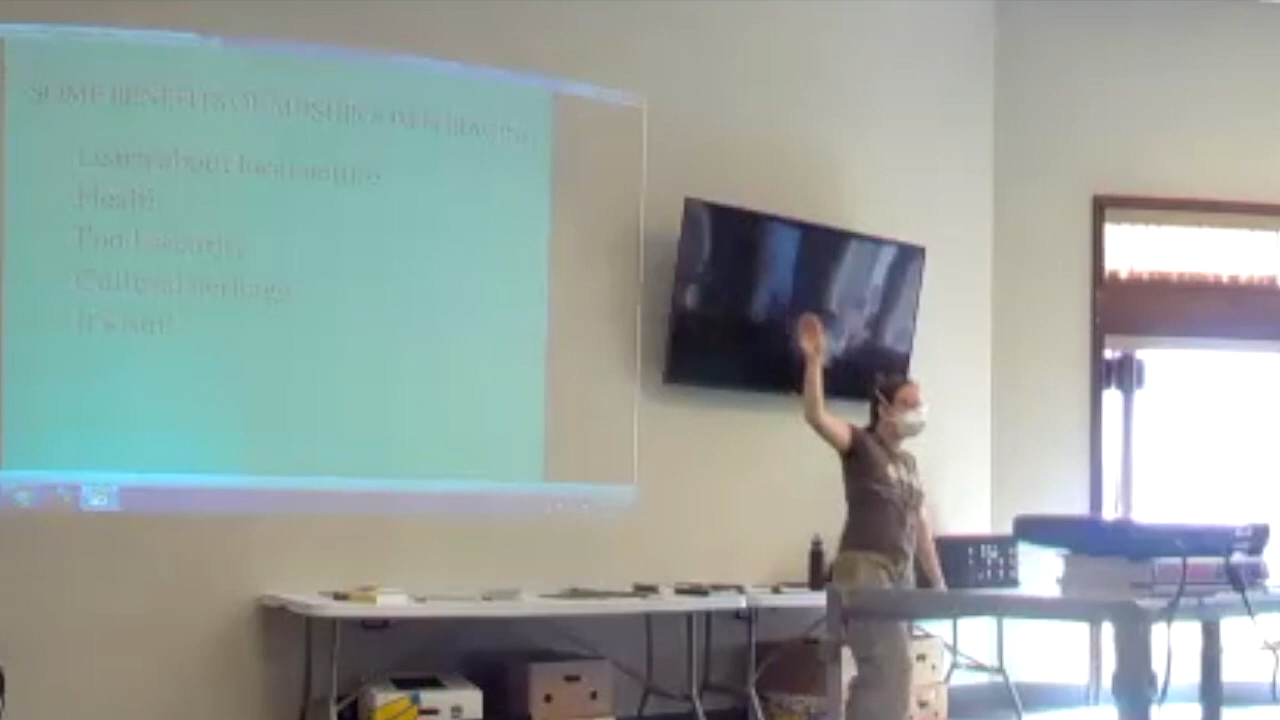 SOME BENEFITS OF MUSHROOM FORAGING
Learn about local nature
Health
Food security
Cultural heritage
It's fun!